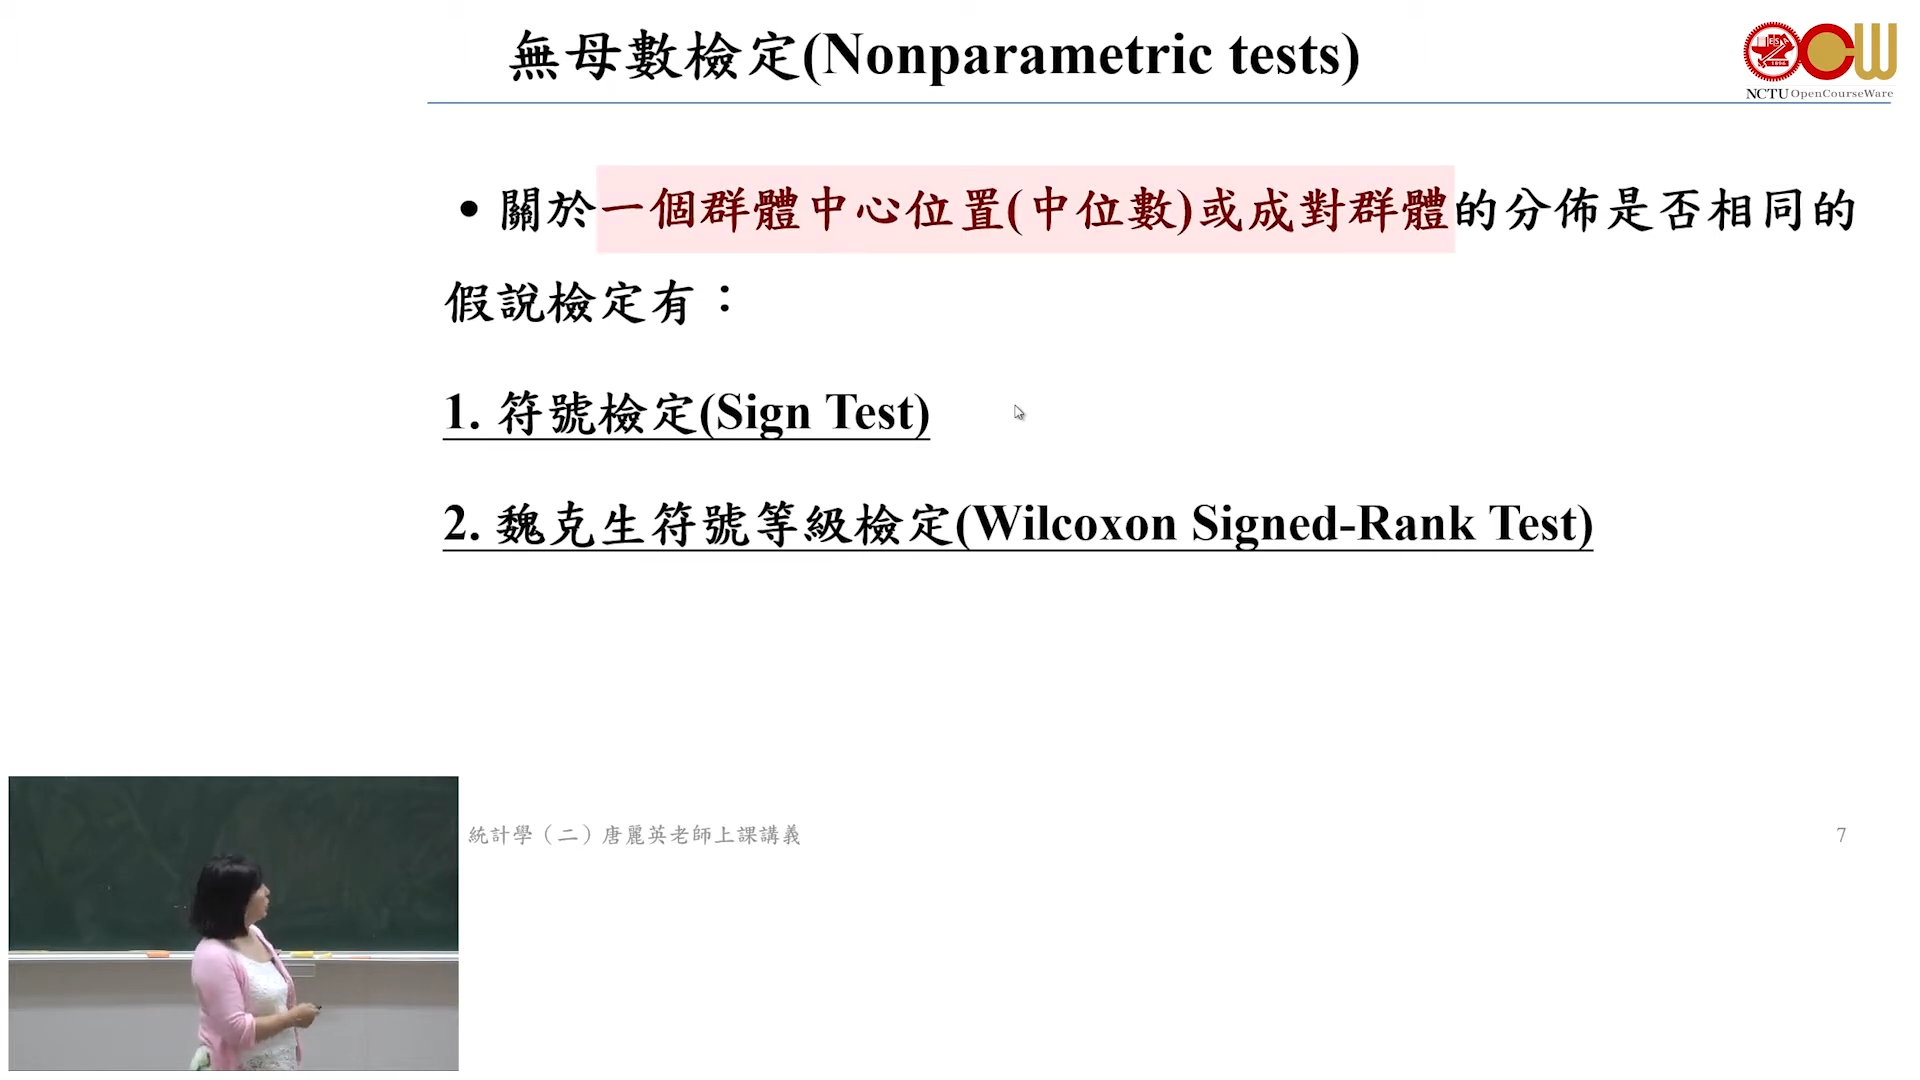 無母數檢定(Nonparametric tests)
NCTU OpenCourseWare
• 關於一個群體中心位置(中位數)或成對群體的分佈是否相同的
假說檢定有：
1. 符號檢定(Sign Test)
2. 魏克生符號等級檢定(Wilcoxon Signed-Rank Test)
統計學（二）唐麗英老師上課講義
7